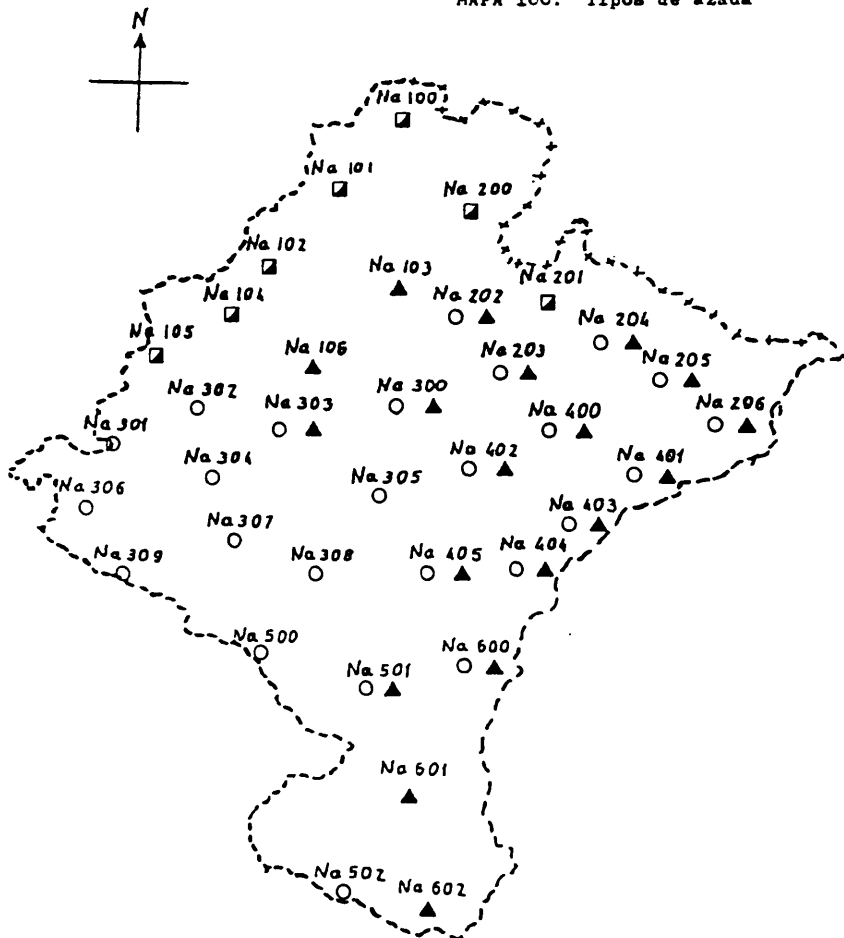 MAPA 100. Tipos de azada
N
Na 100
Na 101
Na 200
Na 102
Na 103
Na 201
Na 104
Na 202
Na 204
Na 105
Na 106
Na 203
Na 205
Na 302
Na 303
Na 300
Na 400
Na 206
Na 301
Na 304
Na 305
Na 402
Na 401
Na 306
Na 307
Na 403
Na 309
Na 308
Na 405
Na 404
Na 500
Na 501
Na 600
Na 601
Na 502
Na 602